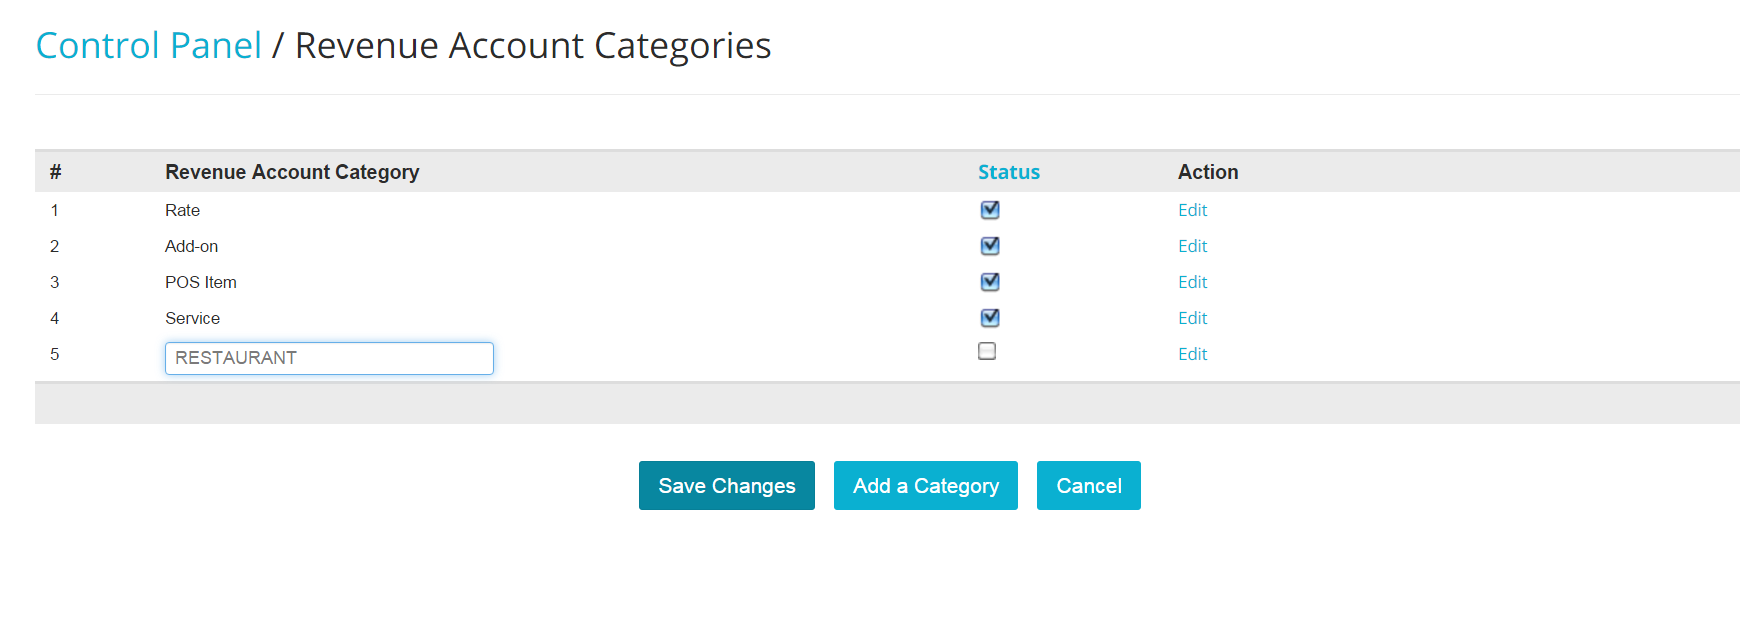 Control Panel / Revenue Account Categories
# Revenue Account Category Status Action
1 Rate Edit
2 Add-on Edit
3 POS Item Edit
4 Service Edit
5 RESTAURANT Edit
Save Changes Add a Category Cancel